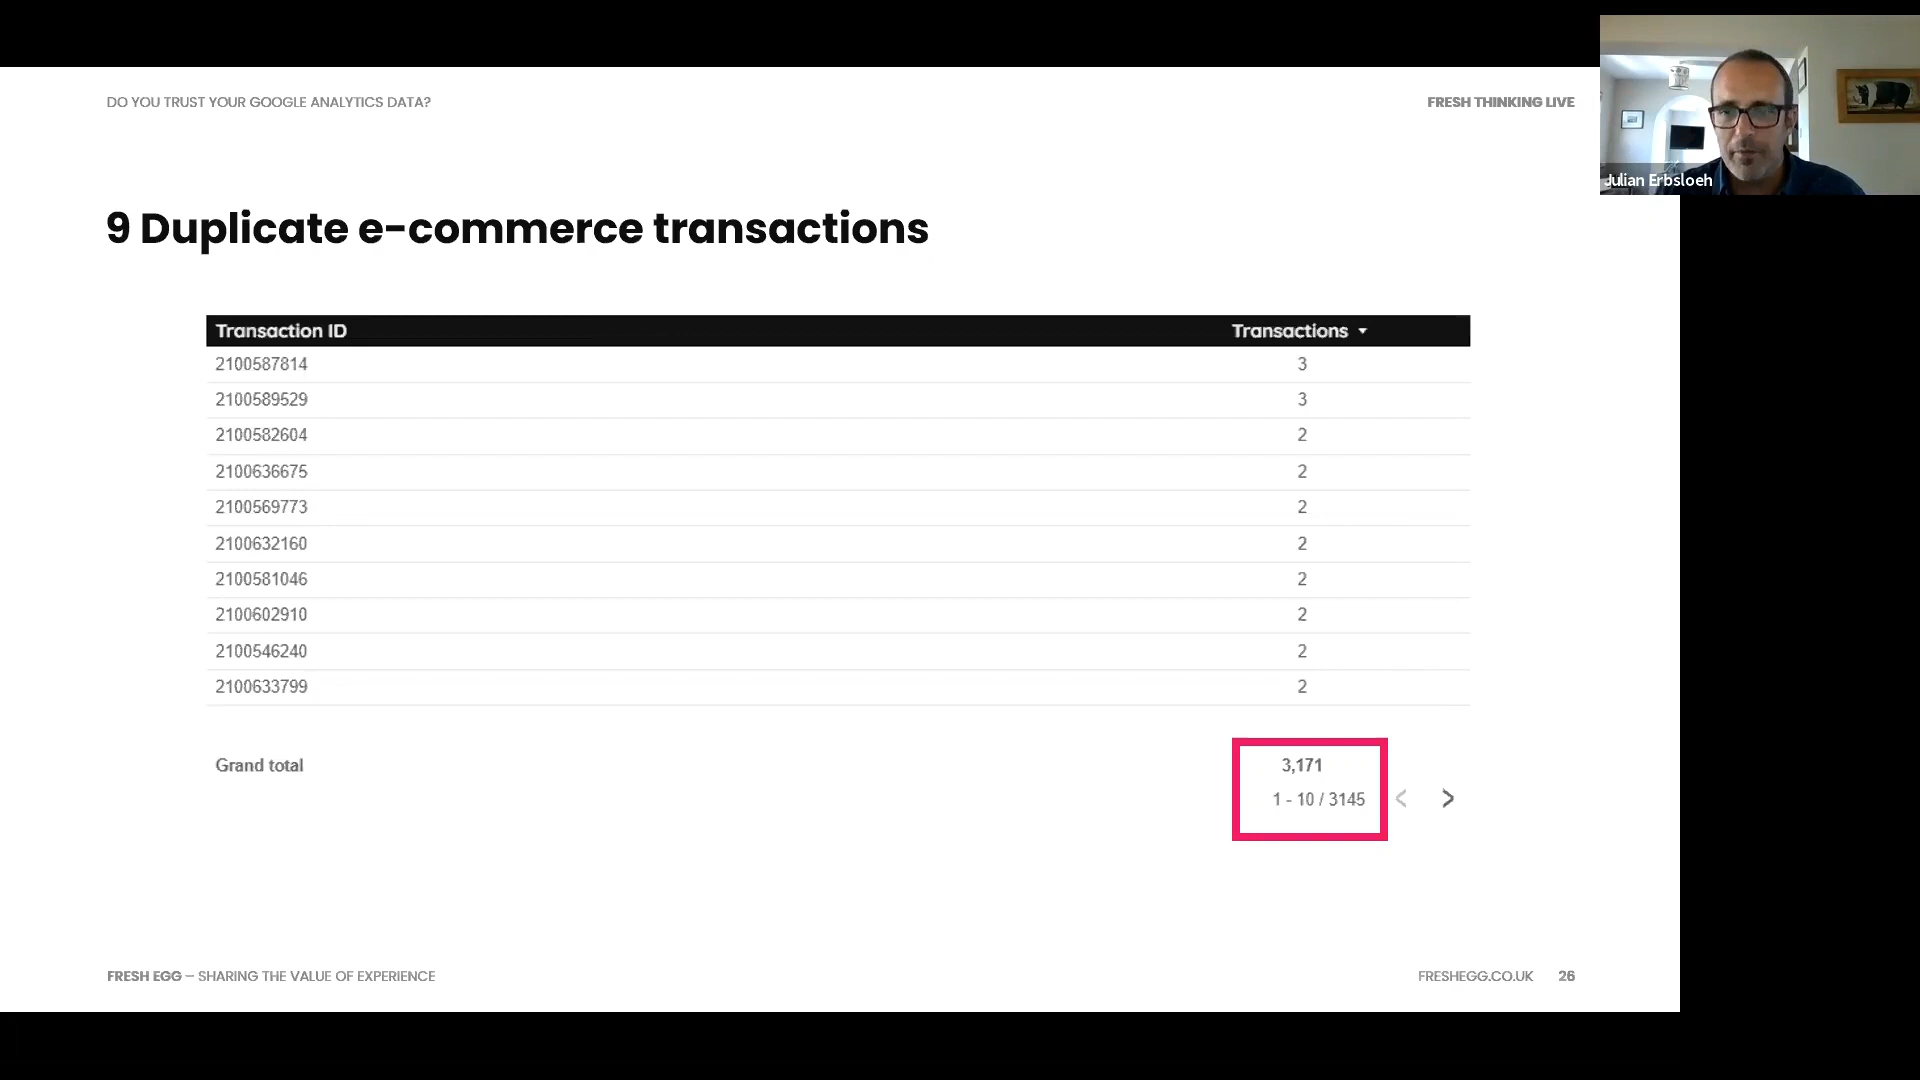 DO YOU TRUST YOUR GOOGLE ANALYTICS DATA?
FRESH THINKING LIVE
Julian Erbsloeh
9 Duplicate e-commerce transactions
Transaction ID Transactions
2100587814 3
2100589529 3
2100582604 2
2100636675 2
2100569773 2
2100632160 2
2100581046 2
2100602910 2
2100546240 2
2100633799 2
Grand total 3,171
1 - 10 / 3145 < >
FRESH EGG – SHARING THE VALUE OF EXPERIENCE
FRESHEGG.CO.UK 26